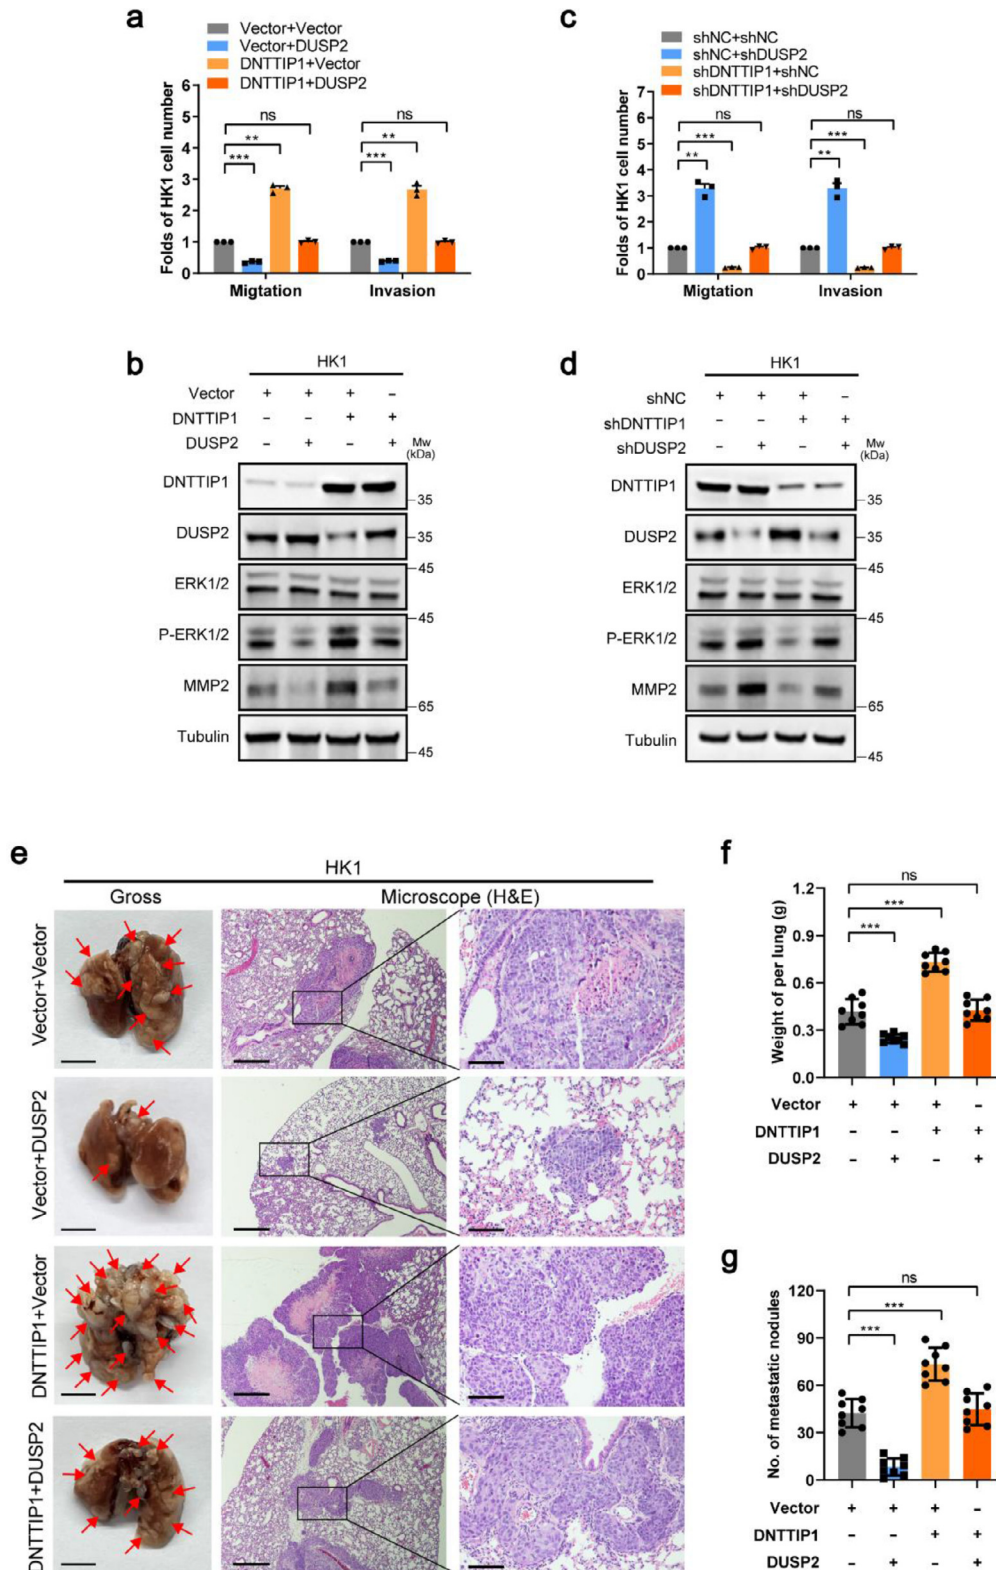 a
Vector+Vector
Vector+DUSP2
DNTTIP1+Vector
DNTTIP1+DUSP2
Folds of HK1 cell number
6
5
4
3
2
1
0
ns
**
***
ns
**
***
Migtation
Invasion
c
shNC+shNC
shNC+shDUSP2
shDNTTIP1+shNC
shDNTTIP1+shDUSP2
Folds of HK1 cell number
7
6
5
4
3
2
1
0
ns
***
**
ns
***
**
Migtation
Invasion
b
HK1
Vector + + + –
DNTTIP1 – – + +
DUSP2 – + – +
Mw
(kDa)
DNTTIP1
35
DUSP2
35
45
ERK1/2
45
P-ERK1/2
MMP2
65
Tubulin
45
d
HK1
shNC + + + –
shDNTTIP1 – – + +
shDUSP2 – + – +
Mw
(kDa)
DNTTIP1
35
DUSP2
35
45
ERK1/2
45
P-ERK1/2
MMP2
65
Tubulin
45
e
HK1
Gross
Microscope (H&E)
Vector+Vector
Vector+DUSP2
DNTTIP1+Vector
DNTTIP1+DUSP2
f
Weight of per lung (g)
1.2
0.9
0.6
0.3
0.0
ns
***
***
Vector + + + –
DNTTIP1 – – + +
DUSP2 – + – +
g
No. of metastatic nodules
120
90
60
30
0
ns
***
***
Vector + + + –
DNTTIP1 – – + +
DUSP2 – + – +